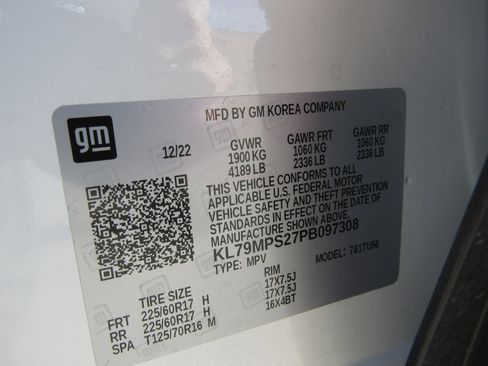 MFD BY GM KOREA COMPANY
gm
12/22 GVWR GAWR FRT GAWR RR
1900 KG 1060 KG 1060 KG
4189 LB 2336 LB 2336 LB
THIS VEHICLE CONFORMS TO ALL
APPLICABLE U.S. FEDERAL MOTOR
VEHICLE SAFETY AND THEFT PREVENTION
STANDARDS IN EFFECT ON THE DATE OF
MANUFACTURE SHOWN ABOVE.
KL79MPS27PB097308
TYPE: MPV MODEL: 781TU56
TIRE SIZE RIM
FRT 225/60R17 H 17X7.5J
RR 225/60R17 H 17X7.5J
SPA T125/70R16 M 16X4BT